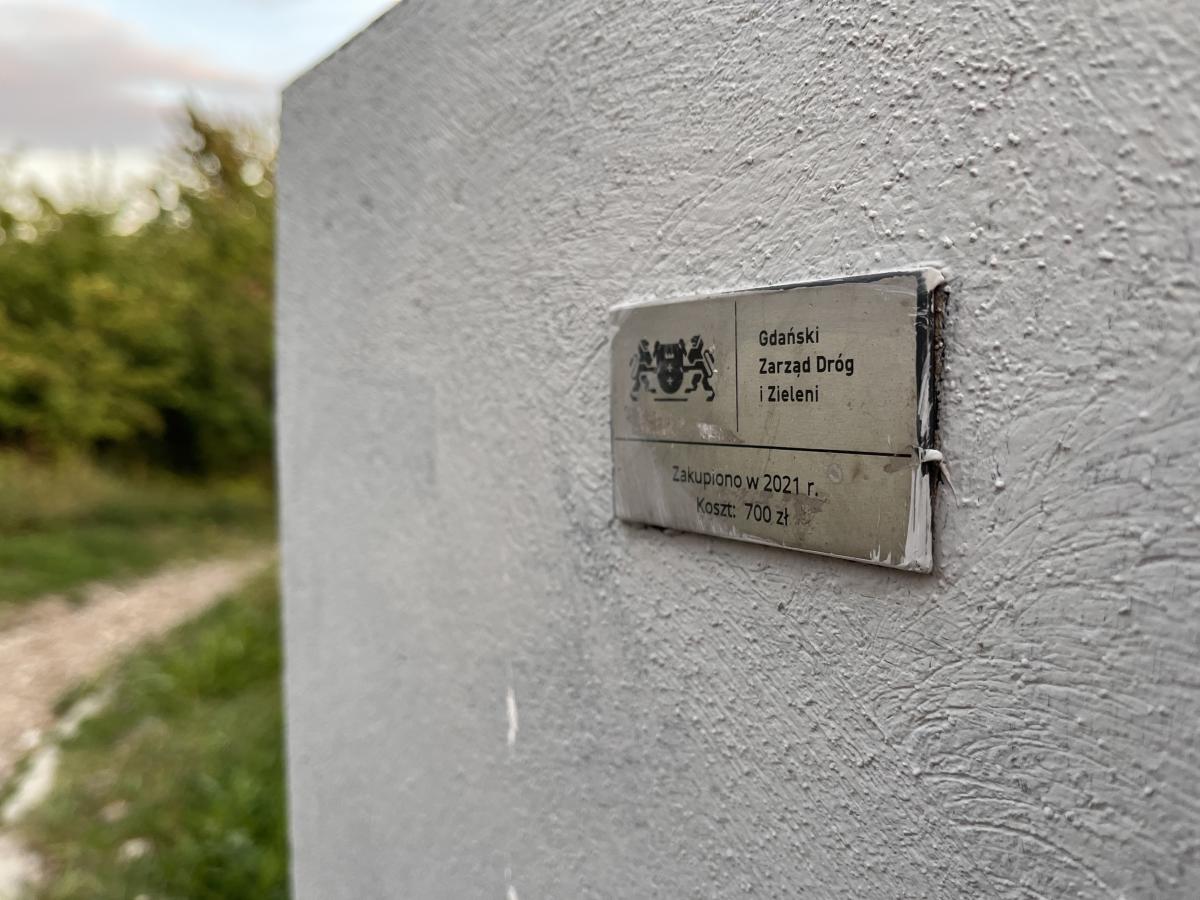 Gdański
Zarząd Dróg
i Zieleni
Zakupiono w 2021 r.
Koszt: 700 zł